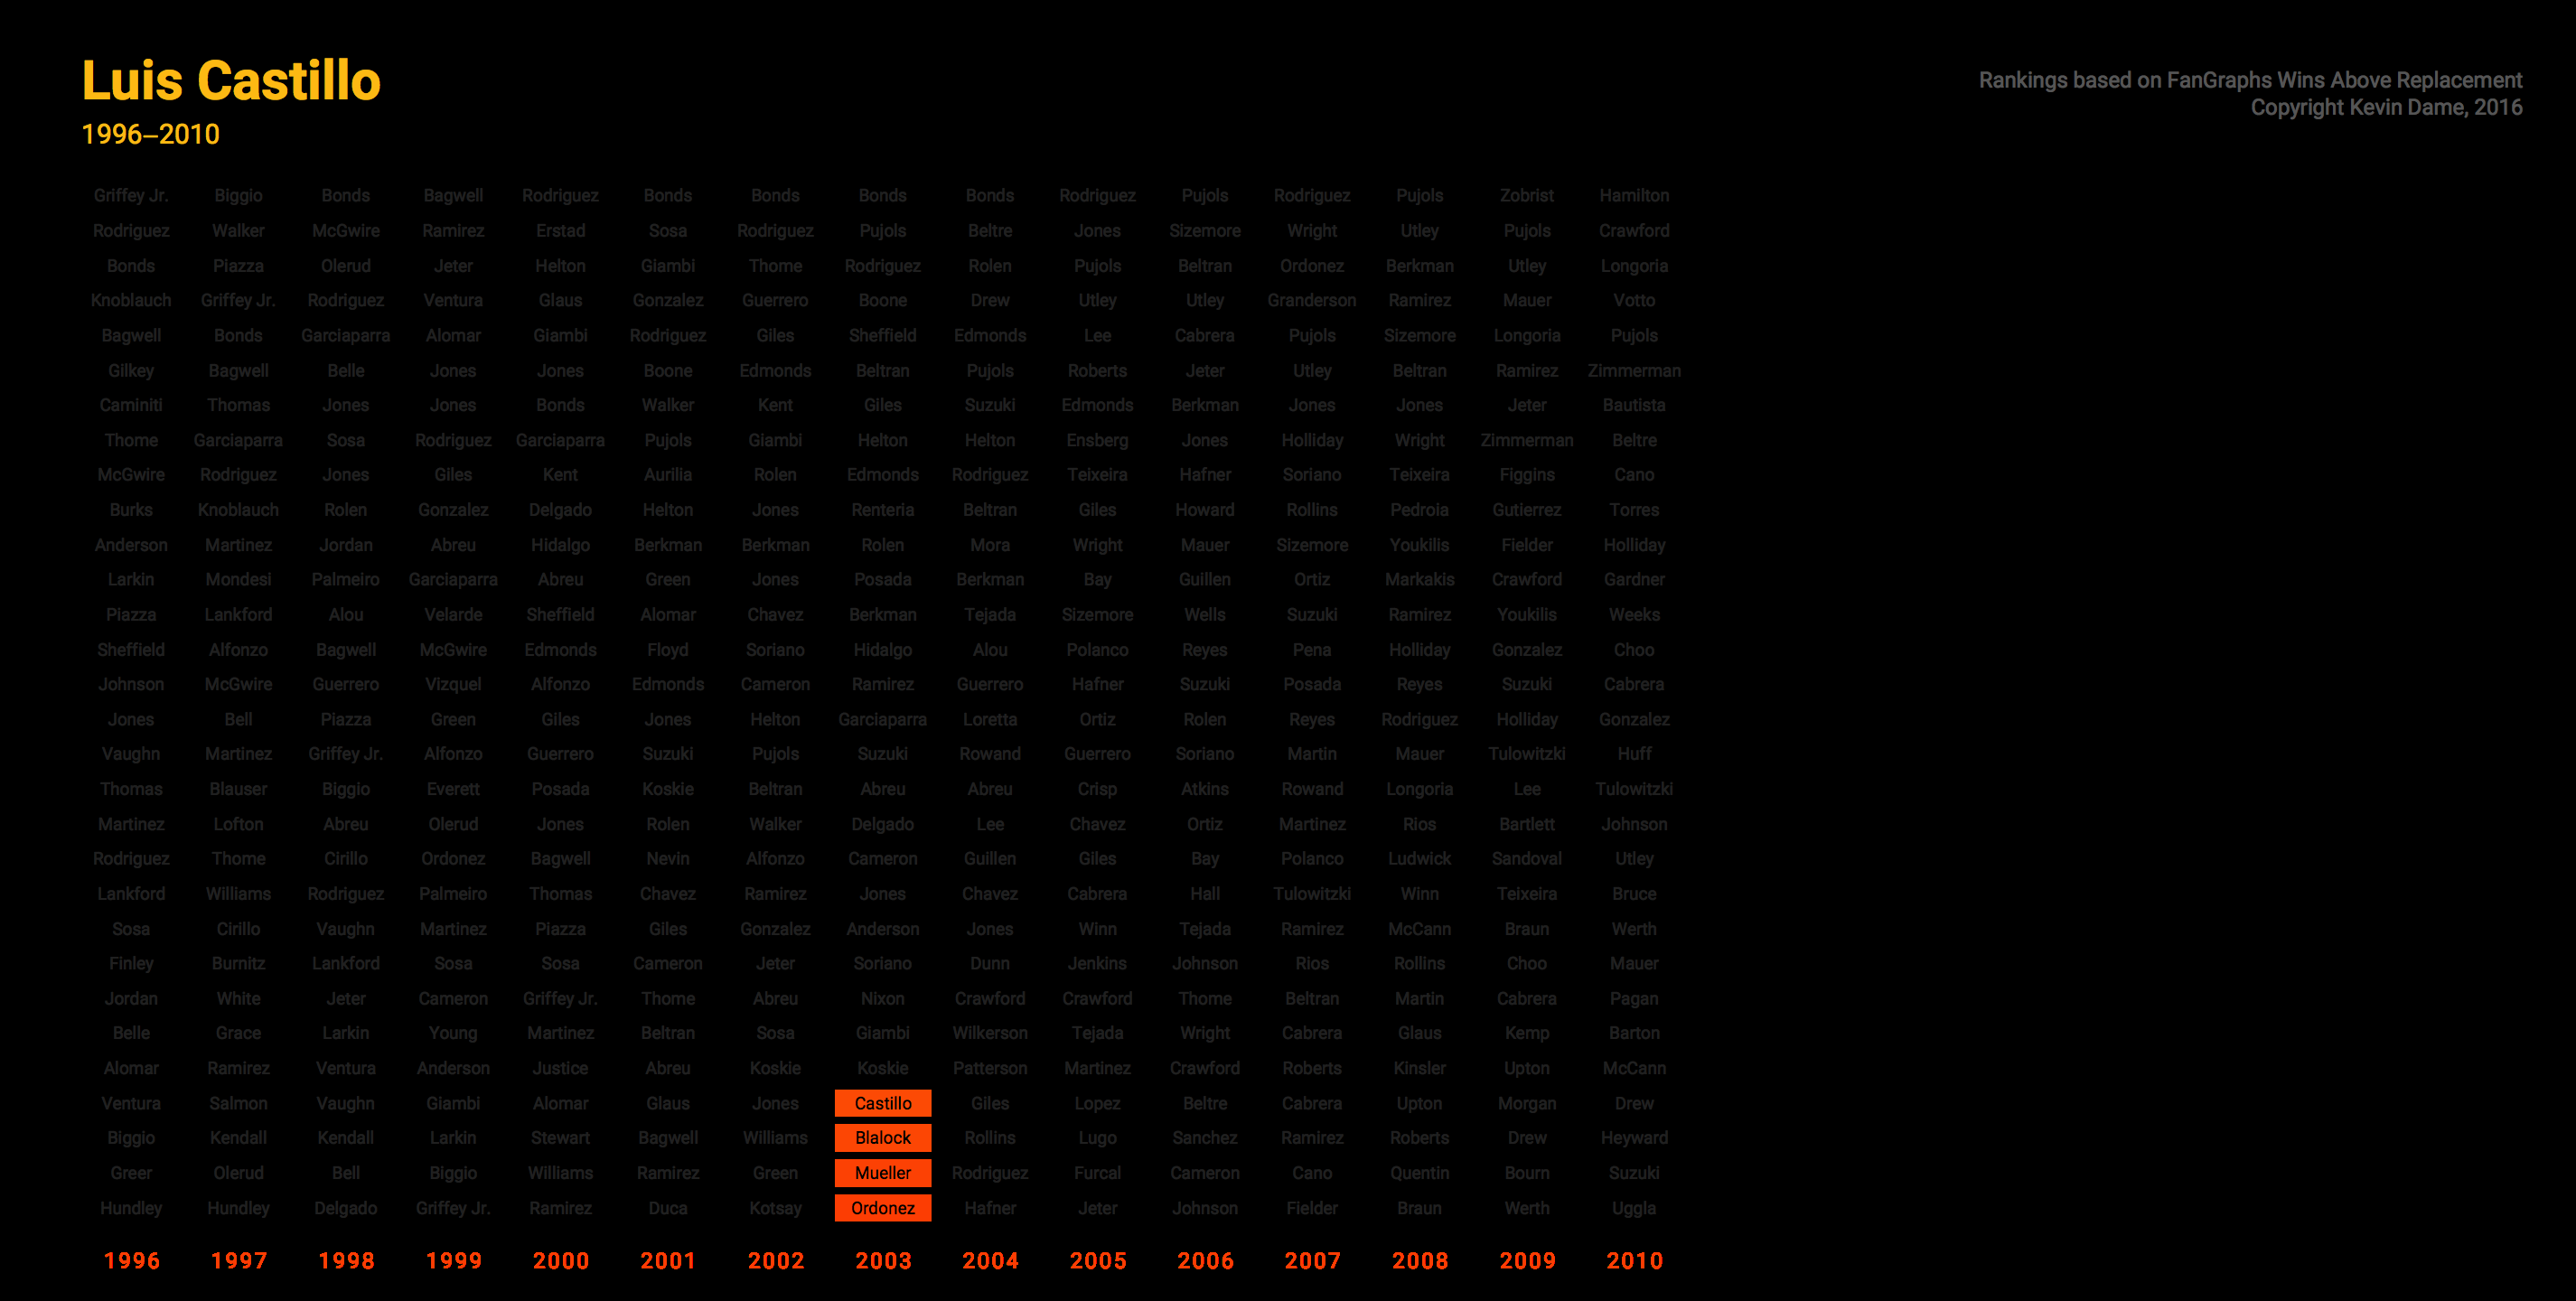 Luis Castillo
1996–2010
Rankings based on FanGraphs Wins Above Replacement
Copyright Kevin Dame, 2016
Griffey Jr. Biggio Bonds Bagwell Rodriguez Bonds Bonds Bonds Bonds Rodriguez Pujols Rodriguez Pujols Zobrist Hamilton
Rodriguez Walker McGwire Ramirez Erstad Sosa Rodriguez Pujols Beltre Jones Sizemore Wright Utley Pujols Crawford
Bonds Piazza Olerud Jeter Helton Giambi Thome Rodriguez Rolen Pujols Beltran Ordonez Berkman Utley Longoria
Knoblauch Griffey Jr. Rodriguez Ventura Glaus Gonzalez Guerrero Boone Drew Utley Utley Granderson Ramirez Mauer Votto
Bagwell Bonds Garciaparra Alomar Giambi Rodriguez Giles Sheffield Edmonds Lee Cabrera Pujols Sizemore Longoria Pujols
Gilkey Bagwell Belle Jones Jones Boone Edmonds Beltran Pujols Roberts Jeter Utley Beltran Ramirez Zimmerman
Caminiti Thomas Jones Jones Bonds Walker Kent Giles Suzuki Edmonds Berkman Jones Jones Jeter Bautista
Thome Garciaparra Sosa Rodriguez Garciaparra Pujols Giambi Helton Helton Ensberg Jones Holliday Wright Zimmerman Beltre
McGwire Rodriguez Jones Giles Kent Aurilia Rolen Edmonds Rodriguez Teixeira Hafner Soriano Teixeira Figgins Cano
Burks Knoblauch Rolen Gonzalez Delgado Helton Jones Renteria Beltran Giles Howard Rollins Pedroia Gutierrez Torres
Anderson Martinez Jordan Abreu Hidalgo Berkman Berkman Rolen Mora Wright Mauer Sizemore Youkilis Fielder Holliday
Larkin Mondesi Palmeiro Garciaparra Abreu Green Jones Posada Berkman Bay Guillen Ortiz Markakis Crawford Gardner
Piazza Lankford Alou Velarde Sheffield Alomar Chavez Berkman Tejada Sizemore Wells Suzuki Ramirez Youkilis Weeks
Sheffield Alfonzo Bagwell McGwire Edmonds Floyd Soriano Hidalgo Alou Polanco Reyes Pena Holliday Gonzalez Choo
Johnson McGwire Guerrero Vizquel Alfonzo Edmonds Cameron Ramirez Guerrero Hafner Suzuki Posada Reyes Suzuki Cabrera
Jones Bell Piazza Green Giles Jones Helton Garciaparra Loretta Ortiz Rolen Reyes Rodriguez Holliday Gonzalez
Vaughn Martinez Griffey Jr. Alfonzo Guerrero Suzuki Pujols Suzuki Rowand Guerrero Soriano Martin Mauer Tulowitzki Huff
Thomas Blauser Biggio Everett Posada Koskie Beltran Abreu Abreu Crisp Atkins Rowand Longoria Lee Tulowitzki
Martinez Lofton Abreu Olerud Jones Rolen Walker Delgado Lee Chavez Ortiz Martinez Rios Bartlett Johnson
Rodriguez Thome Cirillo Ordonez Bagwell Nevin Alfonzo Cameron Guillen Giles Bay Polanco Ludwick Sandoval Utley
Lankford Williams Rodriguez Palmeiro Thomas Chavez Ramirez Jones Chavez Cabrera Hall Tulowitzki Winn Teixeira Bruce
Sosa Cirillo Vaughn Martinez Piazza Giles Gonzalez Anderson Jones Winn Tejada Ramirez McCann Braun Werth
Finley Burnitz Lankford Sosa Sosa Cameron Jeter Soriano Dunn Jenkins Johnson Rios Rollins Choo Mauer
Jordan White Jeter Cameron Griffey Jr. Thome Abreu Nixon Crawford Crawford Thome Beltran Martin Cabrera Pagan
Belle Grace Larkin Young Martinez Beltran Sosa Giambi Wilkerson Tejada Wright Cabrera Glaus Kemp Barton
Alomar Ramirez Ventura Anderson Justice Abreu Koskie Koskie Patterson Martinez Crawford Roberts Kinsler Upton McCann
Ventura Salmon Vaughn Giambi Alomar Glaus Jones Castillo Giles Lopez Beltre Cabrera Upton Morgan Drew
Biggio Kendall Kendall Larkin Stewart Bagwell Williams Blalock Rollins Lugo Sanchez Ramirez Roberts Drew Heyward
Greer Olerud Bell Biggio Williams Ramirez Green Mueller Rodriguez Furcal Cameron Cano Quentin Bourn Suzuki
Hundley Hundley Delgado Griffey Jr. Ramirez Duca Kotsay Ordonez Hafner Jeter Johnson Fielder Braun Werth Uggla
1996 1997 1998 1999 2000 2001 2002 2003 2004 2005 2006 2007 2008 2009 2010